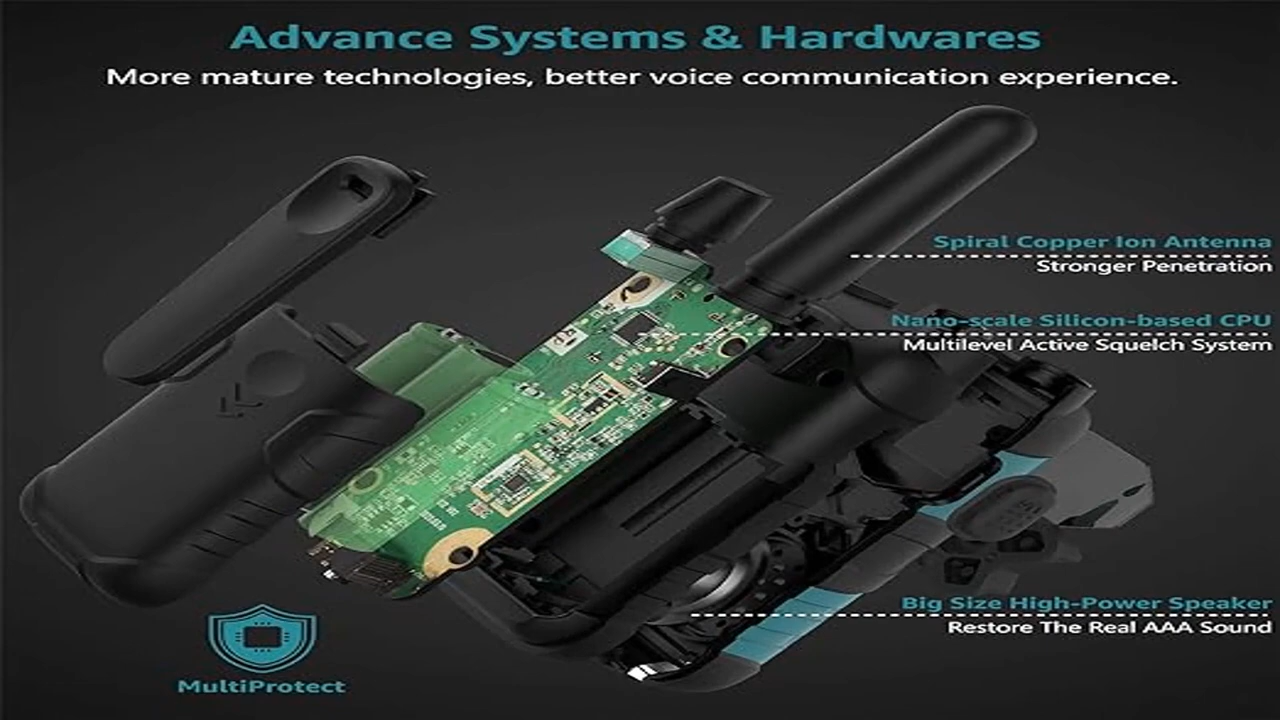 Advance Systems & Hardwares
More mature technologies, better voice communication experience.
Spiral Copper Ion Antenna
Stronger Penetration
Nano-scale Silicon-based CPU
Multilevel Active Squelch System
Big Size High-Power Speaker
Restore The Real AAA Sound
MultiProtect